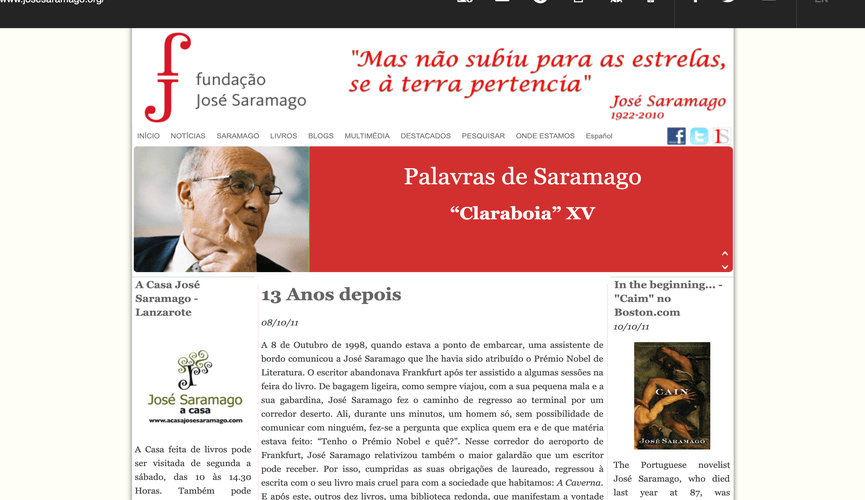 www.josesaramago.org/
EN
fundação
José Saramago
"Mas não subiu para as estrelas,
se à terra pertencia"
José Saramago
1922-2010
INÍCIO NOTÍCIAS SARAMAGO LIVROS BLOGS MULTIMÉDIA DESTACADOS PESQUISAR ONDE ESTAMOS Español
Palavras de Saramago
“Claraboia” XV
A Casa José
Saramago -
Lanzarote
José Saramago
a casa
www.acasajosesaramago.com
A Casa feita de livros pode
ser visitada de segunda a
sábado, das 10 às 14.30
Horas. Também pode
13 Anos depois
08/10/11
A 8 de Outubro de 1998, quando estava a ponto de embarcar, uma assistente de
bordo comunicou a José Saramago que lhe havia sido atribuído o Prémio Nobel de
Literatura. O escritor abandonou Frankfurt após ter assistido a algumas sessões na
feira do livro. De bagagem ligeira, como sempre viajou, com a sua pequena mala e a
sua gabardina, José Saramago fez o caminho de regresso ao terminal por um
corredor deserto. Ali, durante uns minutos, um homem só, sem possibilidade de
comunicar com ninguém, fez-se a pergunta que explica quem era e de que matéria
estava feito: “Tenho o Prémio Nobel e quê?”. Nesse corredor do aeroporto de
Frankfurt, José Saramago relativizou também o maior galardão que um escritor
pode receber. Por isso, cumpridas as suas obrigações de laureado, regressou à
escrita com o seu livro mais cruel para com a sociedade que habitamos: A Caverna.
E após este, outros dez livros, uma biblioteca redonda, que manifestam a vontade
In the beginning... -
"Caim" no
Boston.com
10/10/11
CAIN
JOSÉ SARAMAGO
The Portuguese novelist
José Saramago, who died
last year at 87, was